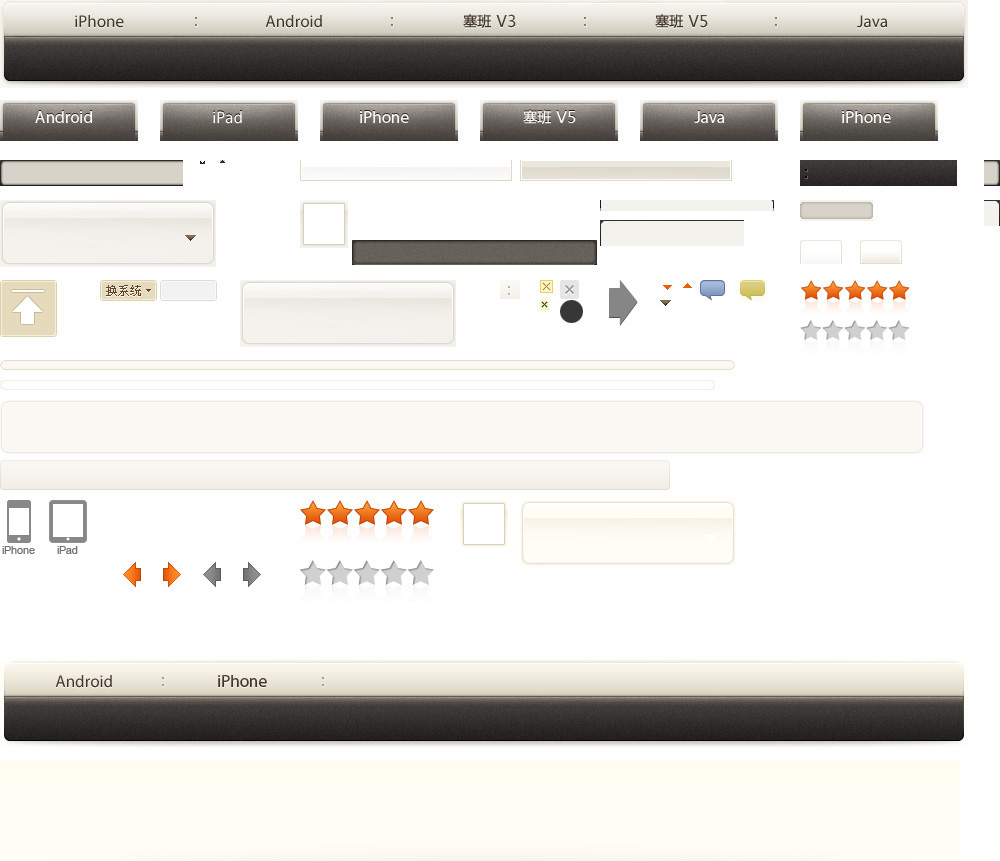 iPhone : Android : 塞班 V3 : 塞班 V5 : Java
Android iPad iPhone 塞班 V5 Java iPhone
换系统
:
iPhone iPad
Android : iPhone :